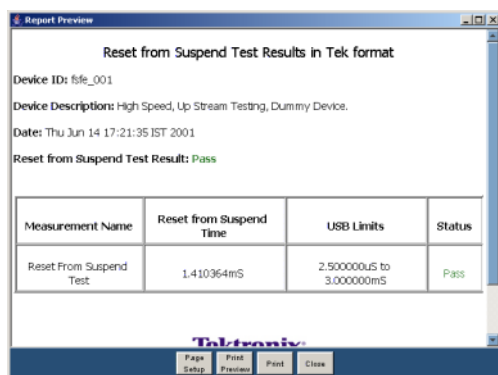 Report Preview
Reset from Suspend Test Results in Tek format
Device ID: fsfe_001
Device Description: High Speed, Up Stream Testing, Dummy Device.
Date: Thu Jun 14 17:21:35 IST 2001
Reset from Suspend Test Result: Pass
Measurement Name
Reset from Suspend
Time
USB Limits
Status
Reset From Suspend
Test
1.410364mS
2.500000uS to
3.000000mS
Pass
Tektronix
Page
Setup
Print
Preview
Print
Close